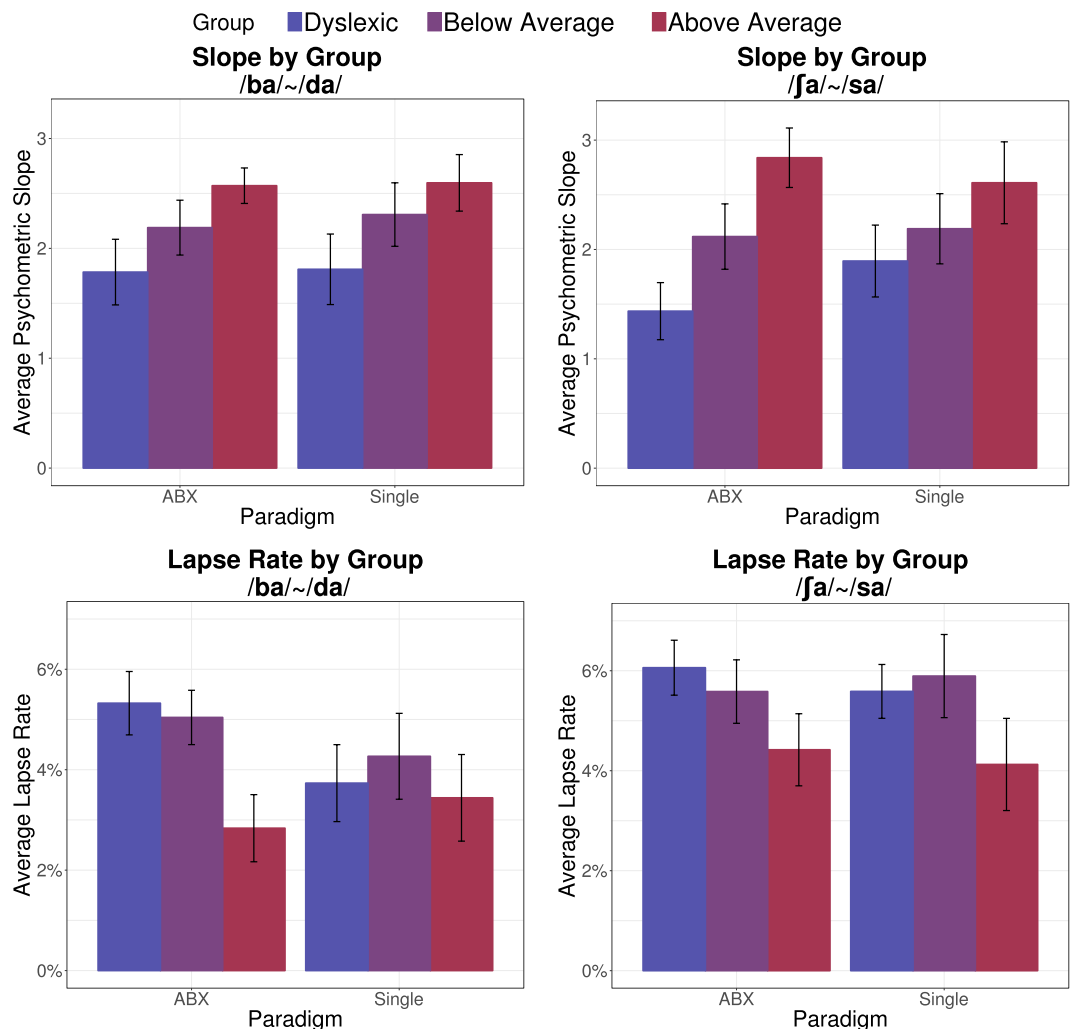 Group Dyslexic Below Average Above Average
Slope by Group
/ba/~/da/
Average Psychometric Slope
3
2
1
0
ABX Single
Paradigm
Slope by Group
/ʃa/~/sa/
Average Psychometric Slope
3
2
1
0
ABX Single
Paradigm
Lapse Rate by Group
/ba/~/da/
Average Lapse Rate
6%
4%
2%
0%
ABX Single
Paradigm
Lapse Rate by Group
/ʃa/~/sa/
Average Lapse Rate
6%
4%
2%
0%
ABX Single
Paradigm